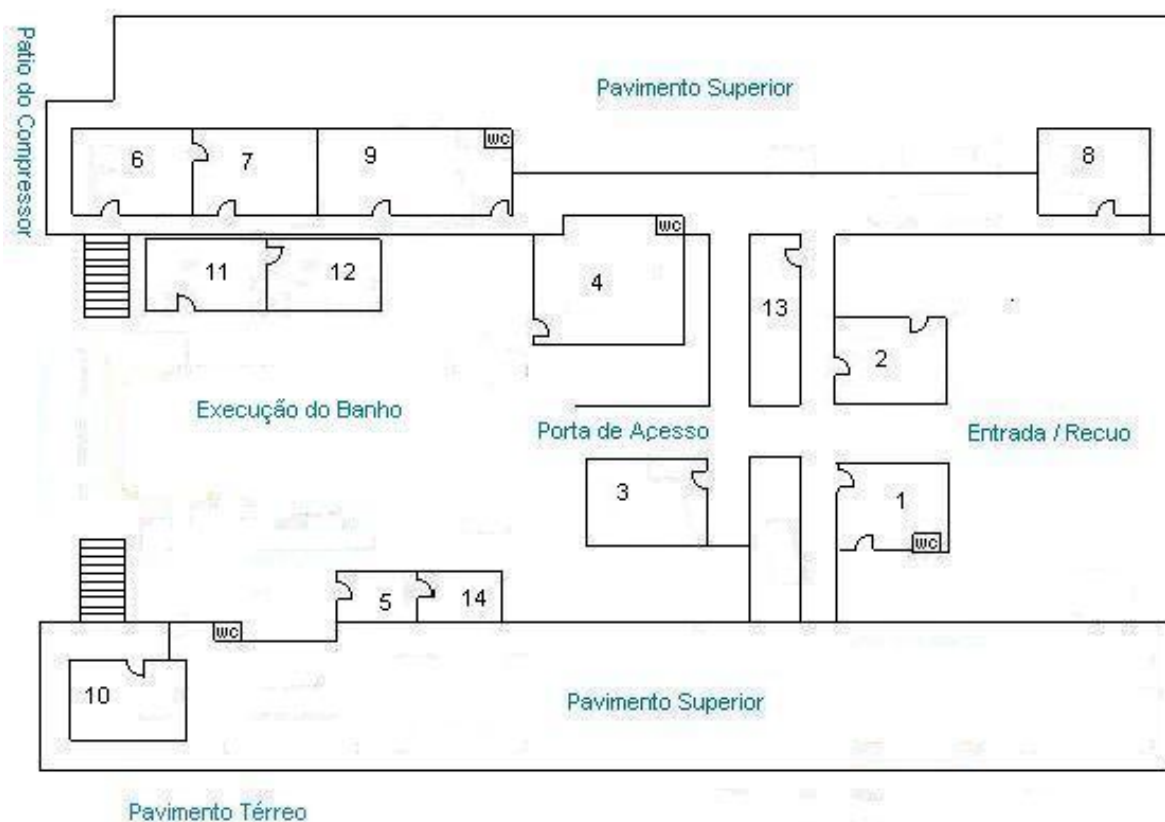 Patio do Compressor
Pavimento Superior
WC
6
7
9
8
WC
11
12
4
13
2
Execução do Banho
Porta de Acesso
Entrada / Recuo
3
1
WC
5
14
WC
10
Pavimento Superior
Pavimento Térreo